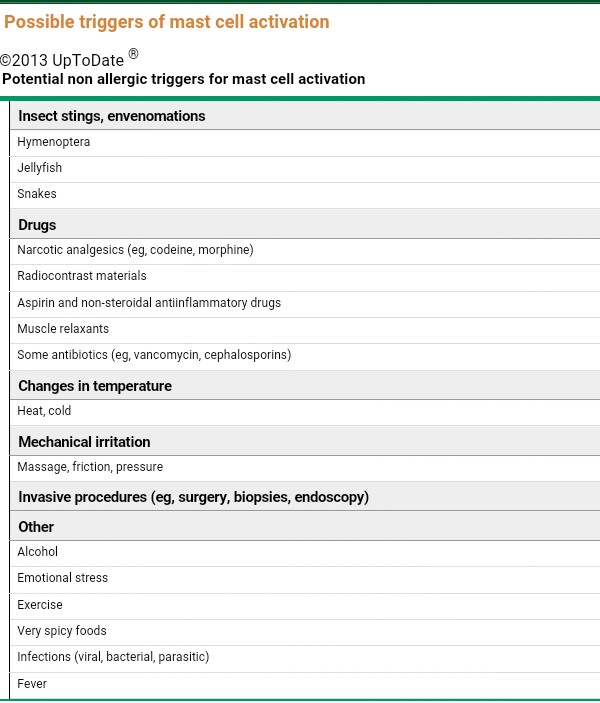 Possible triggers of mast cell activation
©2013 UpToDate ®
Potential non allergic triggers for mast cell activation
Insect stings, envenomations
Hymenoptera
Jellyfish
Snakes
Drugs
Narcotic analgesics (eg, codeine, morphine)
Radiocontrast materials
Aspirin and non-steroidal antiinflammatory drugs
Muscle relaxants
Some antibiotics (eg, vancomycin, cephalosporins)
Changes in temperature
Heat, cold
Mechanical irritation
Massage, friction, pressure
Invasive procedures (eg, surgery, biopsies, endoscopy)
Other
Alcohol
Emotional stress
Exercise
Very spicy foods
Infections (viral, bacterial, parasitic)
Fever